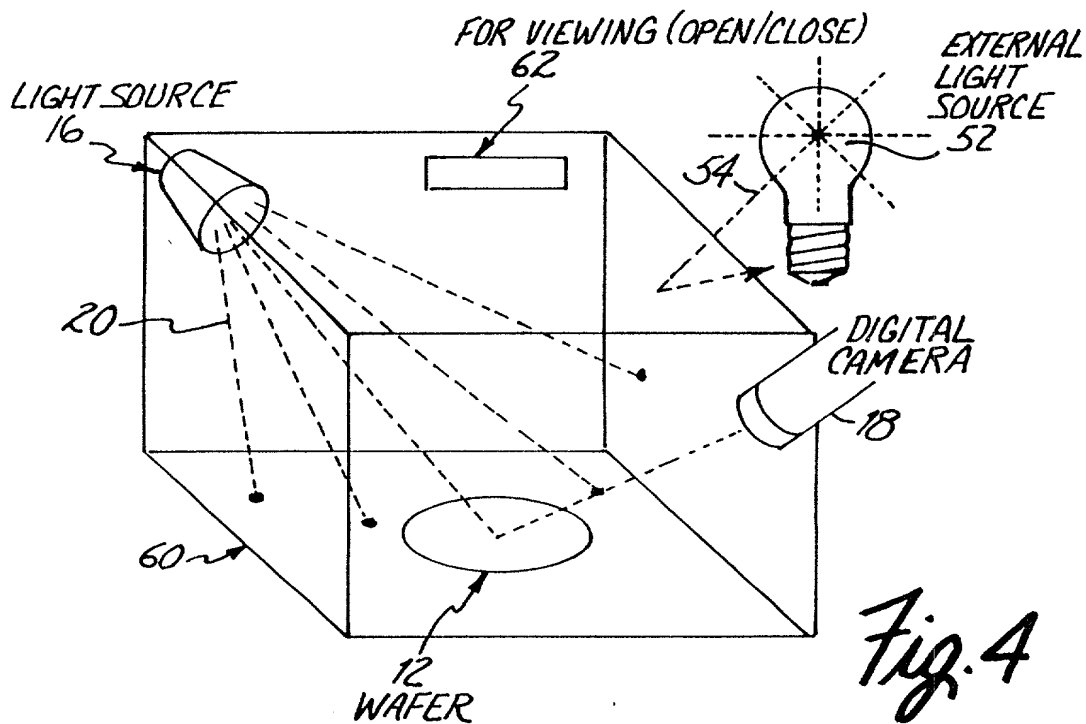 FOR VIEWING (OPEN/CLOSE)
62
EXTERNAL
LIGHT
SOURCE
52
LIGHT SOURCE
16
54
20
DIGITAL
CAMERA
18
60
12
WAFER
Fig. 4